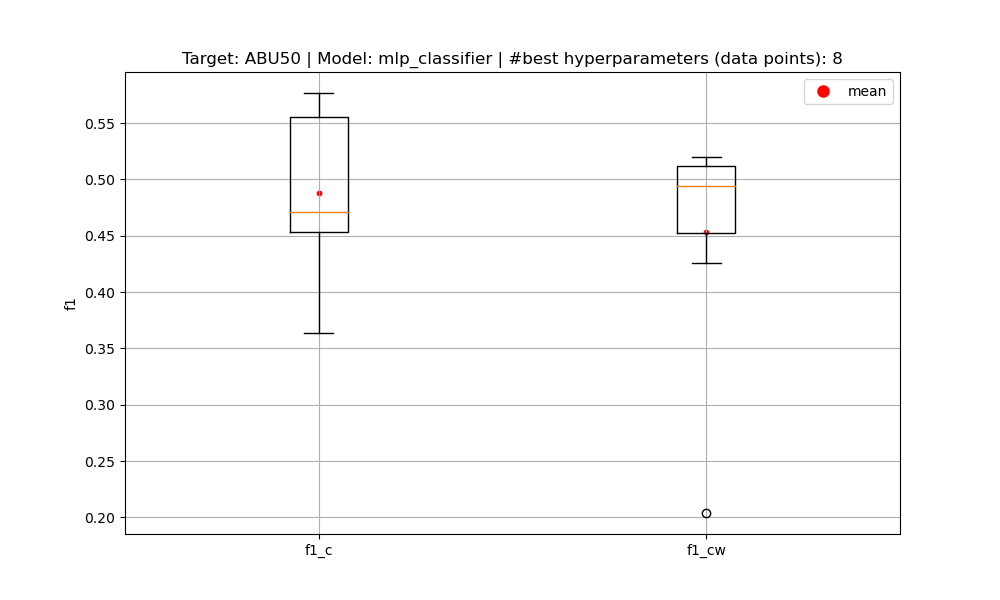 Target: ABU50 | Model: mlp_classifier | #best hyperparameters (data points): 8
mean
0.55
0.50
0.45
0.40
0.35
0.30
0.25
0.20
f1
f1_c
f1_cw